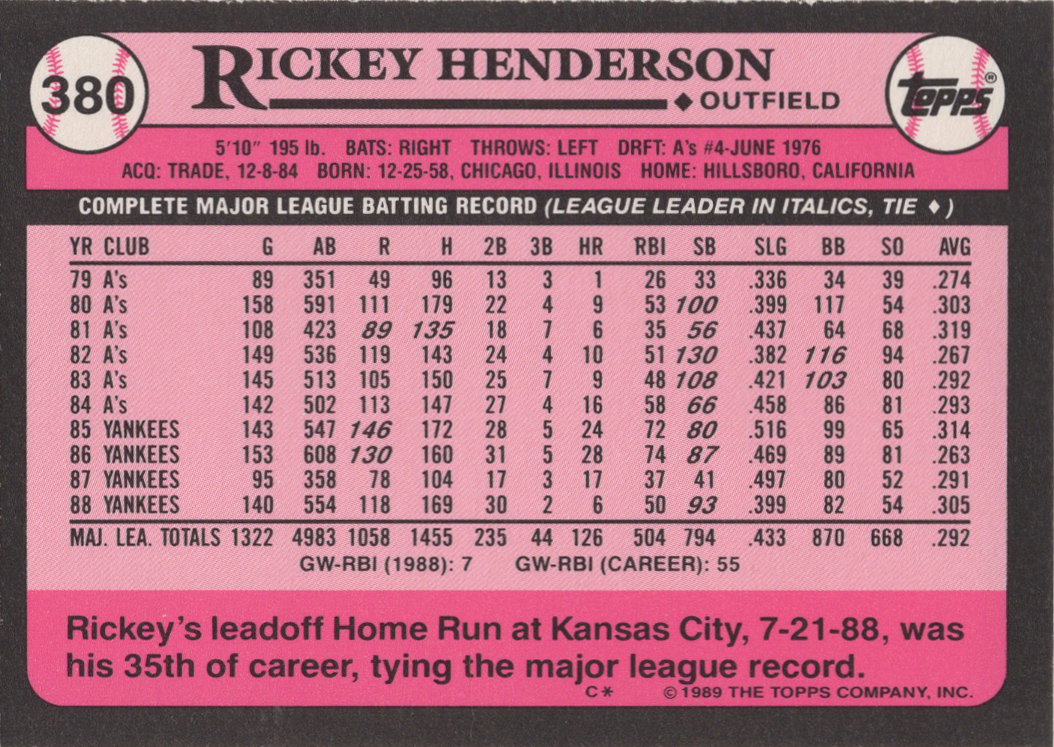 380
RICKEY HENDERSON
◆ OUTFIELD
TOPPS®
5'10" 195 lb. BATS: RIGHT THROWS: LEFT DRFT: A's #4-JUNE 1976
ACQ: TRADE, 12-8-84 BORN: 12-25-58, CHICAGO, ILLINOIS HOME: HILLSBORO, CALIFORNIA
COMPLETE MAJOR LEAGUE BATTING RECORD (LEAGUE LEADER IN ITALICS, TIE ♦)
YR CLUB G AB R H 2B 3B HR RBI SB SLG BB SO AVG
79 A's 89 351 49 96 13 3 1 26 33 .336 34 39 .274
80 A's 158 591 111 179 22 4 9 53 100 .399 117 54 .303
81 A's 108 423 89 135 18 7 6 35 56 .437 64 68 .319
82 A's 149 536 119 143 24 4 10 51 130 .382 116 94 .267
83 A's 145 513 105 150 25 7 9 48 108 .421 103 80 .292
84 A's 142 502 113 147 27 4 16 58 66 .458 86 81 .293
85 YANKEES 143 547 146 172 28 5 24 72 80 .516 99 65 .314
86 YANKEES 153 608 130 160 31 5 28 74 87 .469 89 81 .263
87 YANKEES 95 358 78 104 17 3 17 37 41 .497 80 52 .291
88 YANKEES 140 554 118 169 30 2 6 50 93 .399 82 54 .305
MAJ. LEA. TOTALS 1322 4983 1058 1455 235 44 126 504 794 .433 870 668 .292
GW-RBI (1988): 7 GW-RBI (CAREER): 55
Rickey's leadoff Home Run at Kansas City, 7-21-88, was
his 35th of career, tying the major league record.
C* © 1989 THE TOPPS COMPANY, INC.